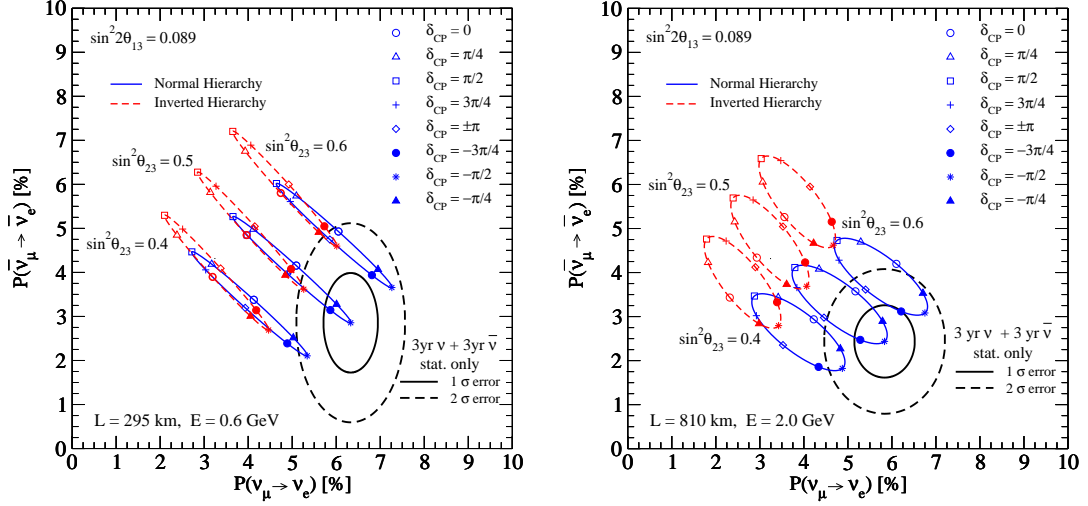 10
9
8
7
6
5
4
3
2
1
0
P(ν̄μ → ν̄e) [%]
sin²2θ₁₃ = 0.089
Normal Hierarchy
Inverted Hierarchy
δCP = 0
δCP = π/4
δCP = π/2
δCP = 3π/4
δCP = ±π
δCP = −3π/4
δCP = −π/2
δCP = −π/4
sin²θ₂₃ = 0.6
sin²θ₂₃ = 0.5
sin²θ₂₃ = 0.4
3yr ν + 3yr ν̄
stat. only
1 σ error
2 σ error
L = 295 km, E = 0.6 GeV
0 1 2 3 4 5 6 7 8 9 10
P(νμ → νe) [%]
10
9
8
7
6
5
4
3
2
1
0
P(ν̄μ → ν̄e) [%]
sin²2θ₁₃ = 0.089
Normal Hierarchy
Inverted Hierarchy
δCP = 0
δCP = π/4
δCP = π/2
δCP = 3π/4
δCP = ±π
δCP = −3π/4
δCP = −π/2
δCP = −π/4
sin²θ₂₃ = 0.5
sin²θ₂₃ = 0.6
sin²θ₂₃ = 0.4
3 yr ν + 3 yr ν̄
stat. only
1 σ error
2 σ error
L = 810 km, E = 2.0 GeV
0 1 2 3 4 5 6 7 8 9 10
P(νμ → νe) [%]